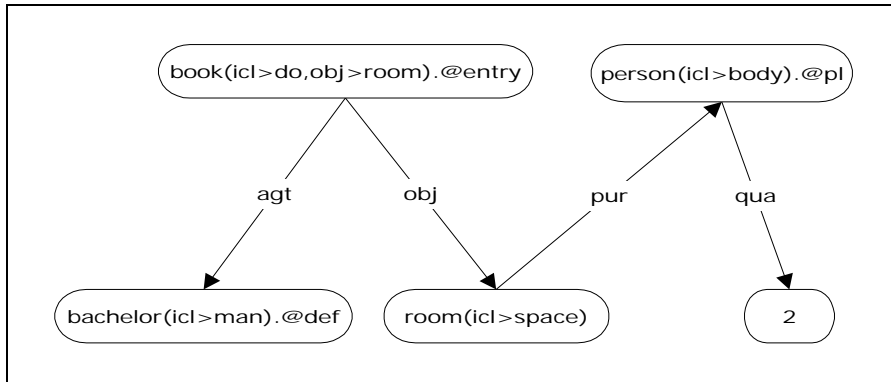 book(icl>do,obj>room).@entry
person(icl>body).@pl
agt
obj
pur
qua
bachelor(icl>man).@def
room(icl>space)
2